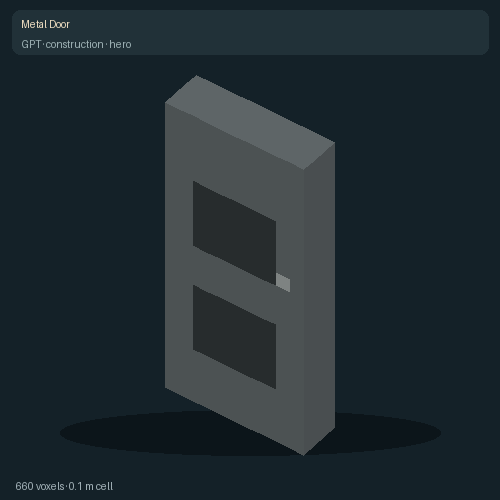 Metal Door
GPT · construction · hero
660 voxels · 0.1 m cell